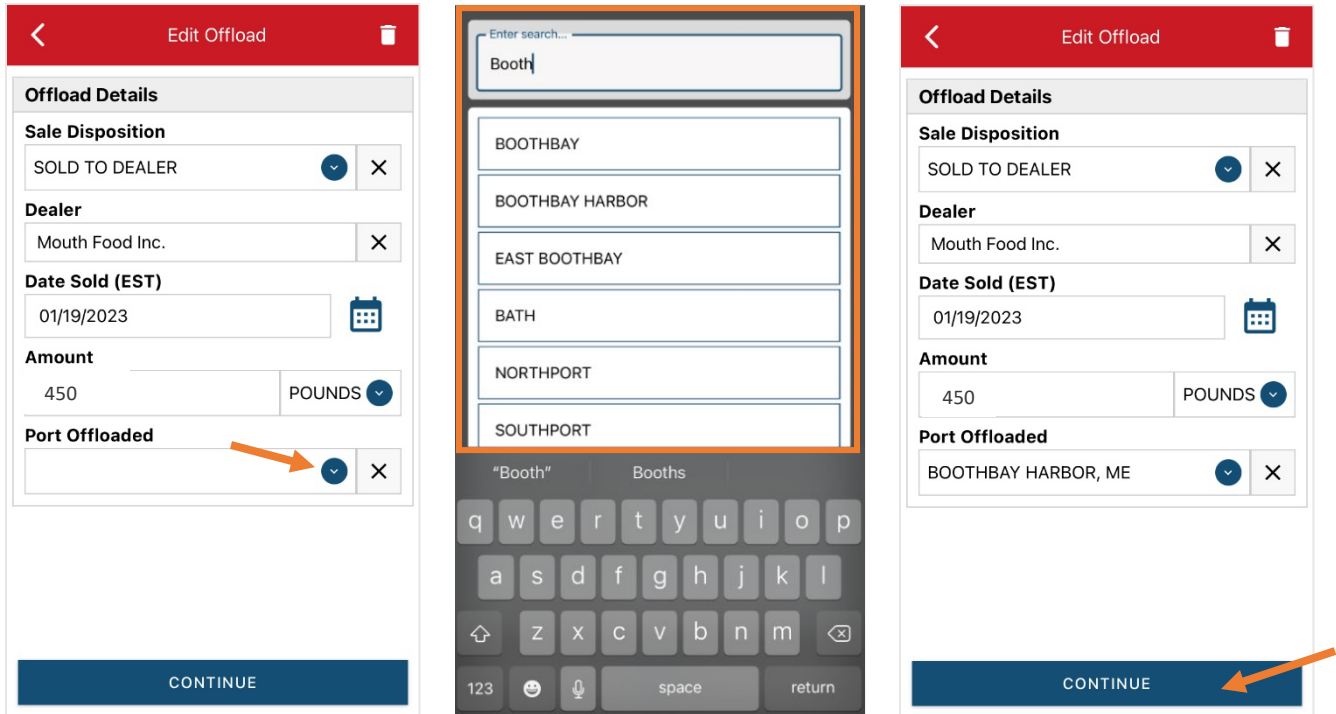 Edit Offload
Offload Details
Sale Disposition
SOLD TO DEALER
Dealer
Mouth Food Inc.
Date Sold (EST)
01/19/2023
Amount
450 POUNDS
Port Offloaded
CONTINUE
Enter search...
Booth
BOOTHBAY
BOOTHBAY HARBOR
EAST BOOTHBAY
BATH
NORTHPORT
SOUTHPORT
“Booth” Booths
q w e r t y u i o p
a s d f g h j k l
z x c v b n m
123 space return
Edit Offload
Offload Details
Sale Disposition
SOLD TO DEALER
Dealer
Mouth Food Inc.
Date Sold (EST)
01/19/2023
Amount
450 POUNDS
Port Offloaded
BOOTHBAY HARBOR, ME
CONTINUE